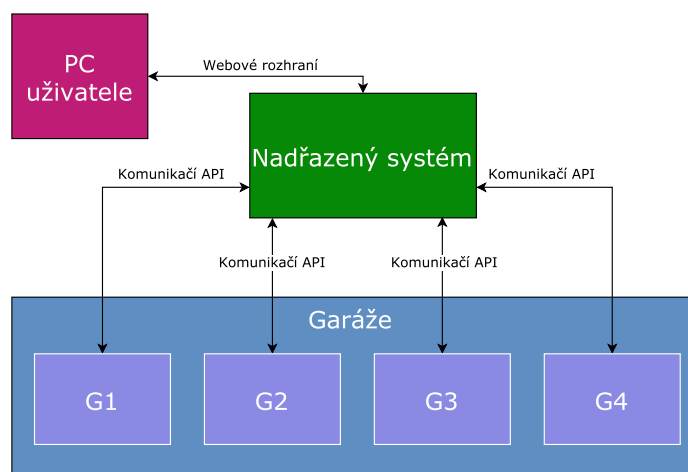 PC
uživatele
Webové rozhraní
Nadřazený systém
Komunikačí API
Komunikačí API
Komunikačí API
Komunikačí API
Garáže
G1
G2
G3
G4